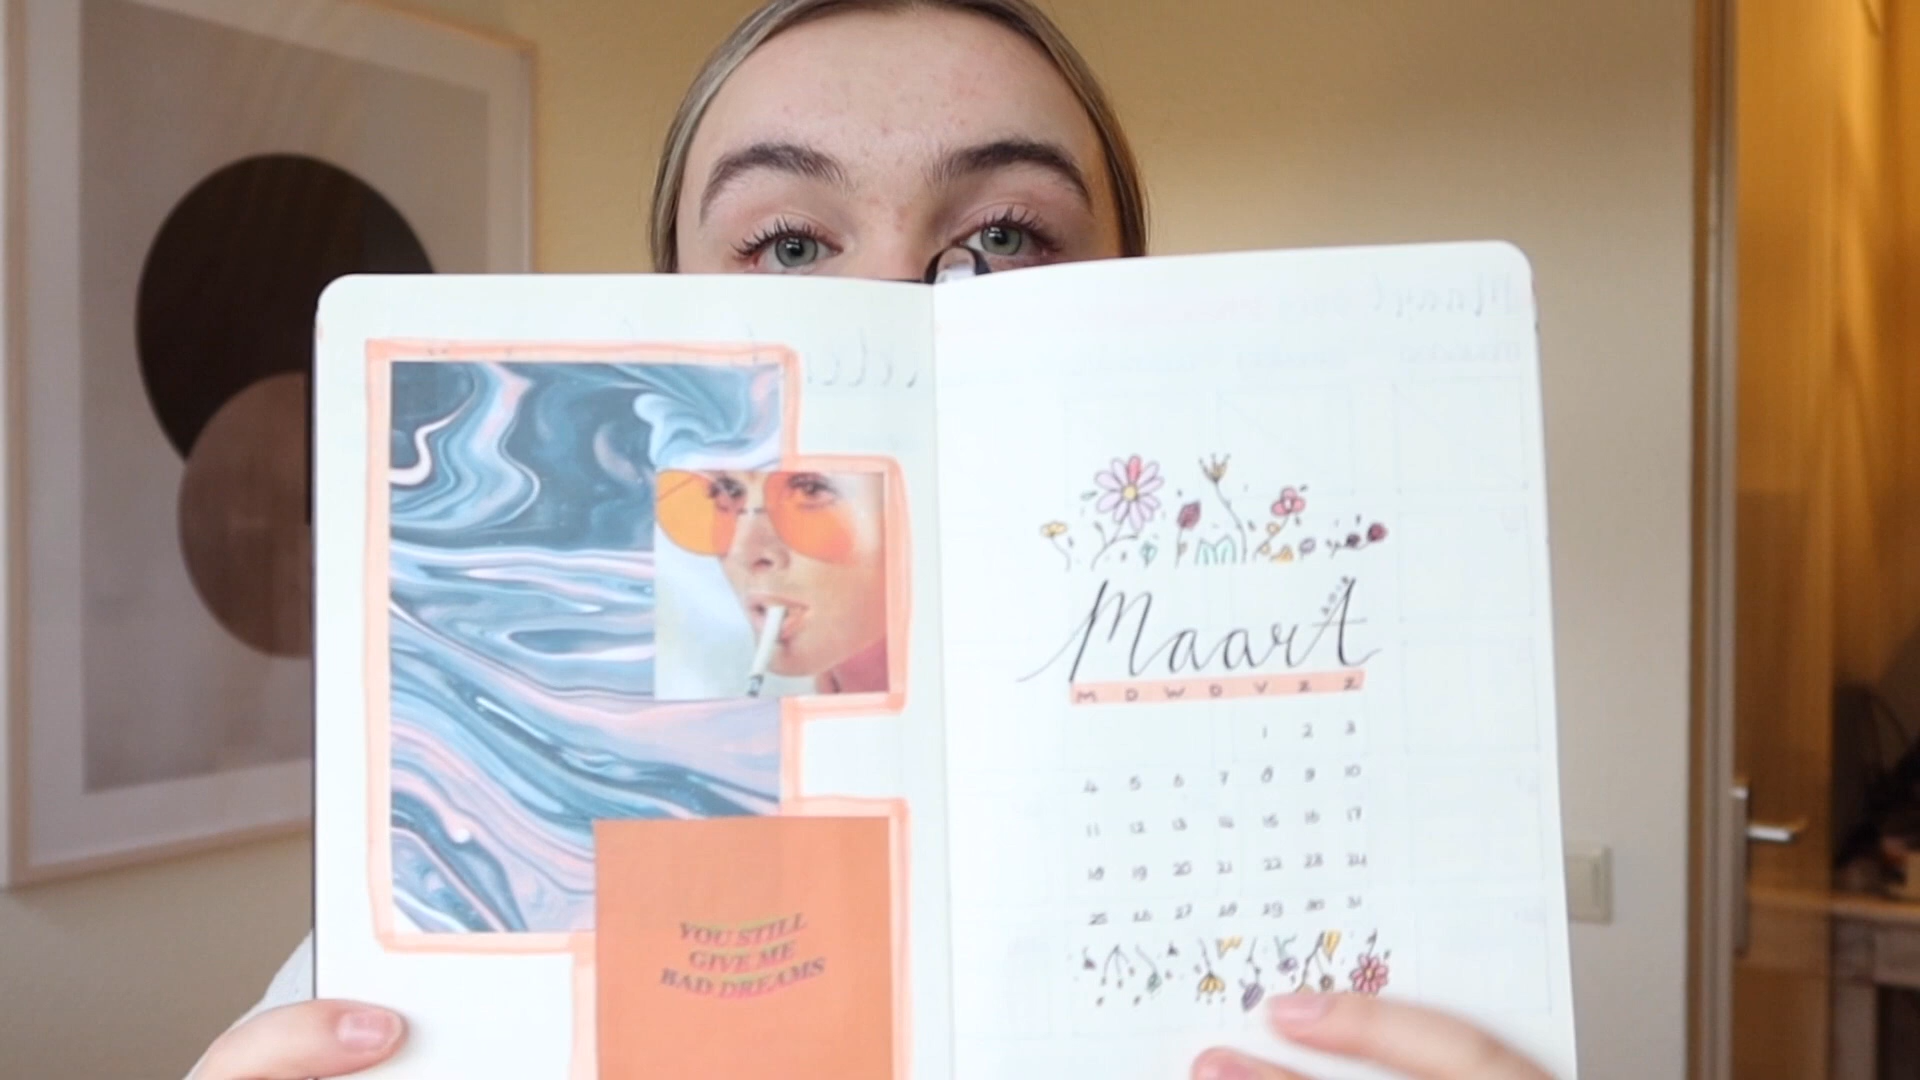 YOU STILL
GIVE ME
BAD DREAMS
Maart
M D W D V Z Z
1 2 3
4 5 6 7 8 9 10
11 12 13 14 15 16 17
18 19 20 21 22 23 24
25 26 27 28 29 30 31